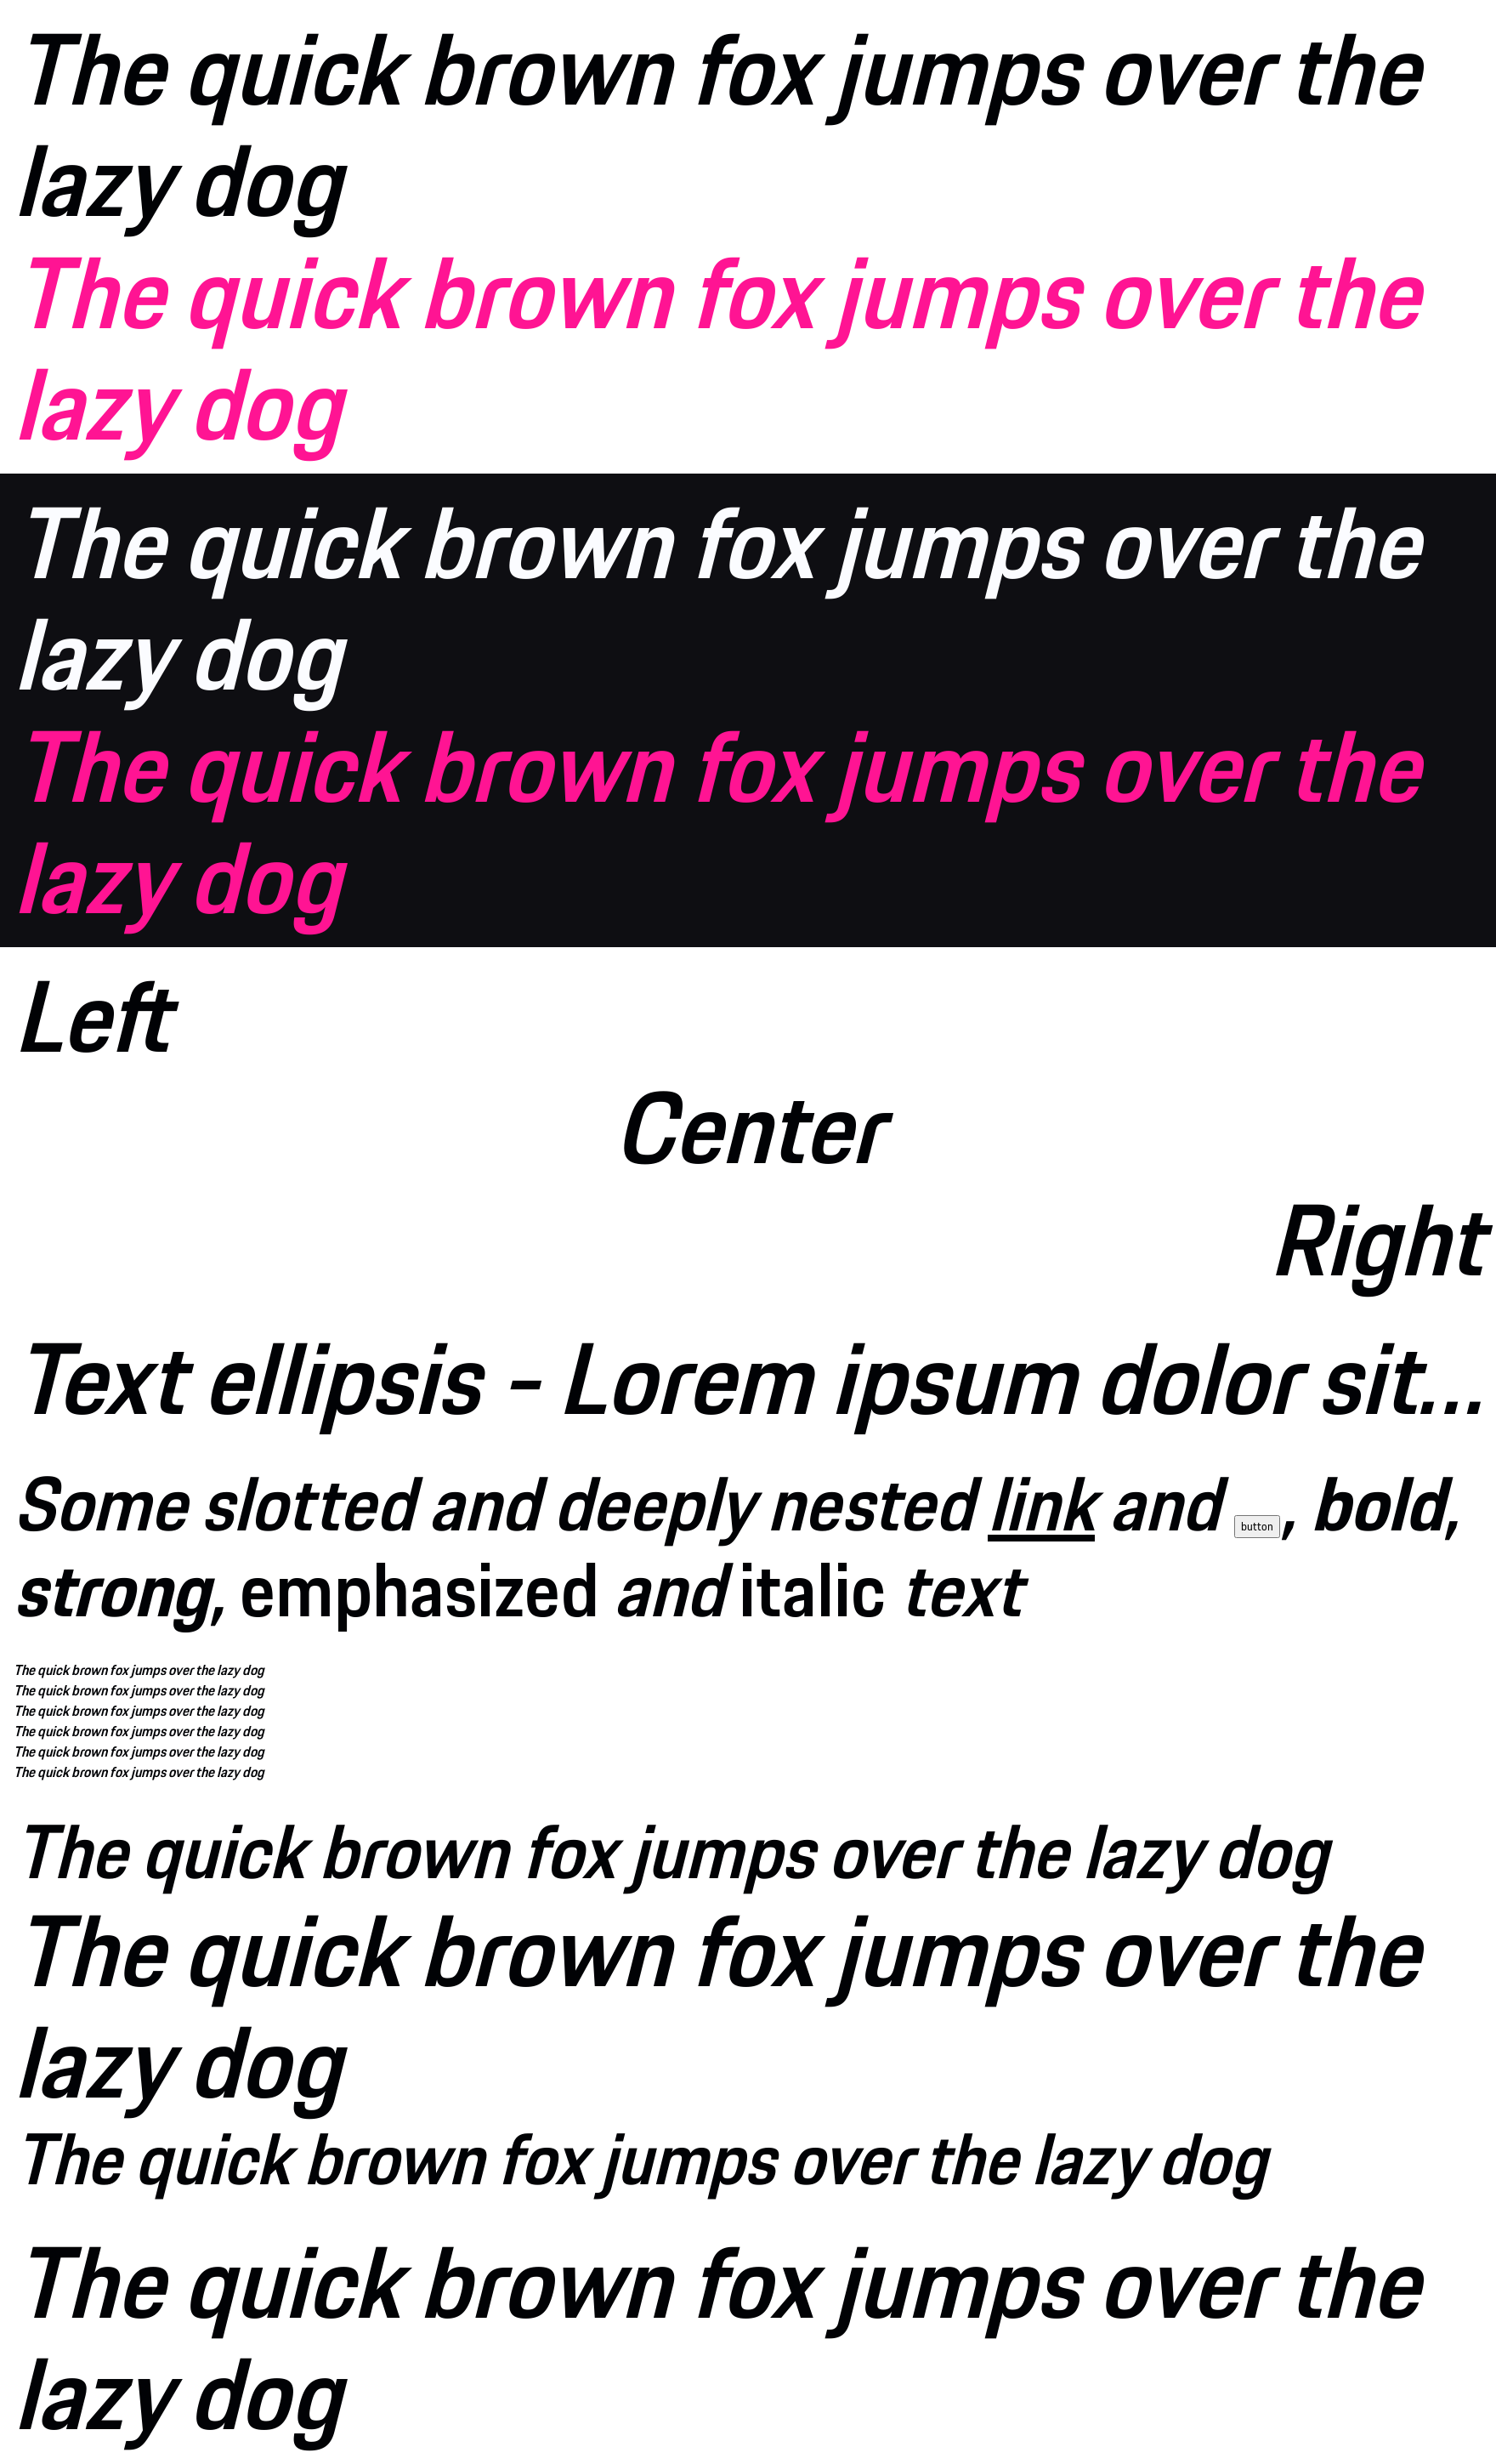 The quick brown fox jumps over the
lazy dog
The quick brown fox jumps over the
lazy dog
The quick brown fox jumps over the
lazy dog
The quick brown fox jumps over the
lazy dog
Left
Center
Right
Text ellipsis - Lorem ipsum dolor sit...
Some slotted and deeply nested link and button, bold,
strong, emphasized and italic text
The quick brown fox jumps over the lazy dog
The quick brown fox jumps over the lazy dog
The quick brown fox jumps over the lazy dog
The quick brown fox jumps over the lazy dog
The quick brown fox jumps over the lazy dog
The quick brown fox jumps over the lazy dog
The quick brown fox jumps over the lazy dog
The quick brown fox jumps over the
lazy dog
The quick brown fox jumps over the lazy dog
The quick brown fox jumps over the
lazy dog